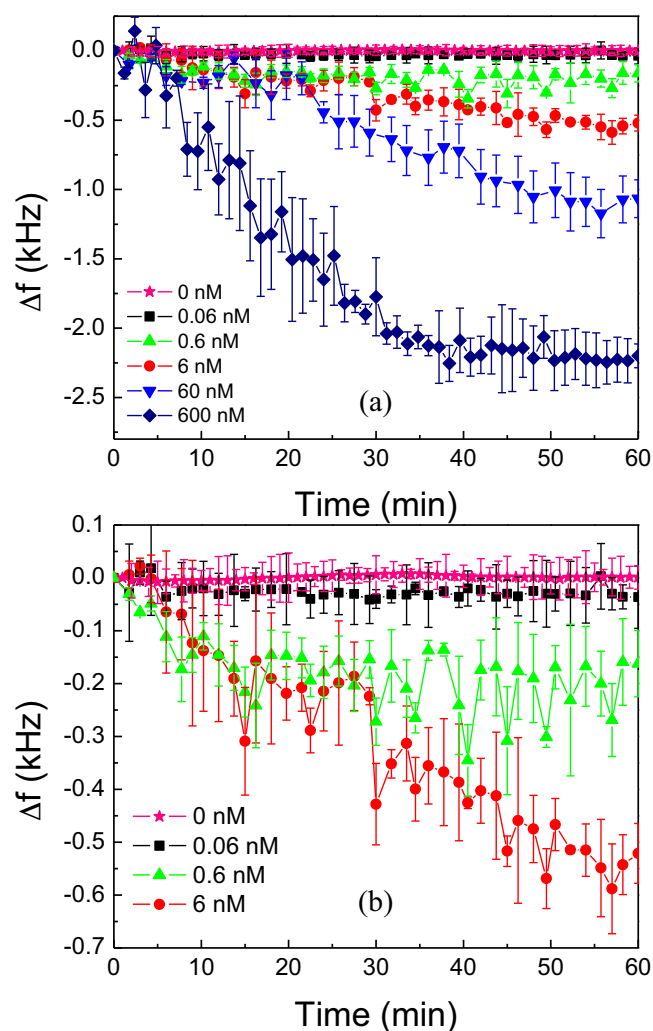 0.0
-0.5
-1.0
-1.5
-2.0
-2.5
Δf (kHz)
0 nM
0.06 nM
0.6 nM
6 nM
60 nM
600 nM
(a)
0 10 20 30 40 50 60
Time (min)
0.1
0.0
-0.1
-0.2
-0.3
-0.4
-0.5
-0.6
-0.7
Δf (kHz)
0 nM
0.06 nM
0.6 nM
6 nM
(b)
0 10 20 30 40 50 60
Time (min)